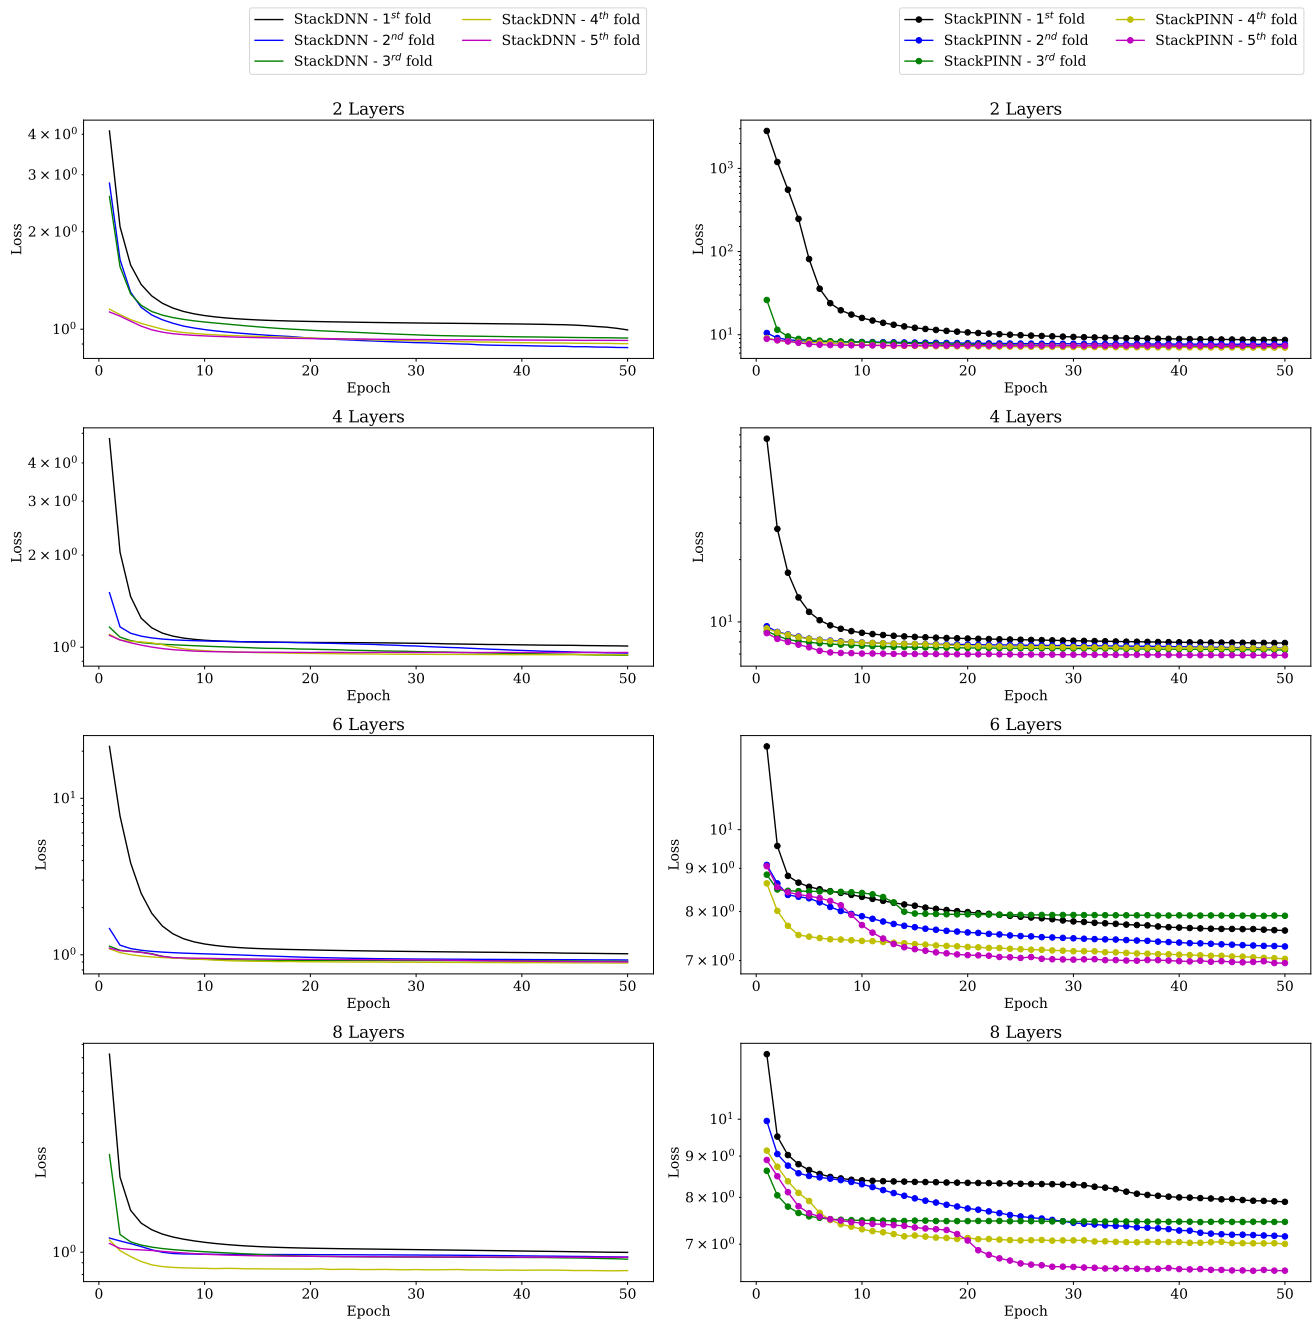 StackDNN - 1st fold
StackDNN - 2nd fold
StackDNN - 3rd fold
StackDNN - 4th fold
StackDNN - 5th fold
StackPINN - 1st fold
StackPINN - 2nd fold
StackPINN - 3rd fold
StackPINN - 4th fold
StackPINN - 5th fold
2 Layers
Loss
4 × 10⁰
3 × 10⁰
2 × 10⁰
10⁰
0 10 20 30 40 50
Epoch
2 Layers
Loss
10³
10²
10¹
0 10 20 30 40 50
Epoch
4 Layers
Loss
4 × 10⁰
3 × 10⁰
2 × 10⁰
10⁰
0 10 20 30 40 50
Epoch
4 Layers
Loss
10¹
0 10 20 30 40 50
Epoch
6 Layers
Loss
10¹
10⁰
0 10 20 30 40 50
Epoch
6 Layers
Loss
10¹
9 × 10⁰
8 × 10⁰
7 × 10⁰
0 10 20 30 40 50
Epoch
8 Layers
Loss
10⁰
0 10 20 30 40 50
Epoch
8 Layers
Loss
10¹
9 × 10⁰
8 × 10⁰
7 × 10⁰
0 10 20 30 40 50
Epoch